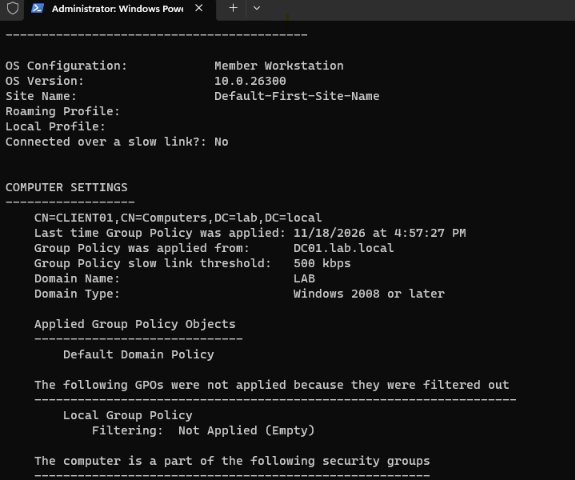 Administrator: Windows Pow
------------------------------------------
OS Configuration:            Member Workstation
OS Version:                  10.0.26300
Site Name:                   Default-First-Site-Name
Roaming Profile:
Local Profile:
Connected over a slow link?: No
COMPUTER SETTINGS
------------------
    CN=CLIENT01,CN=Computers,DC=lab,DC=local
    Last time Group Policy was applied: 11/18/2026 at 4:57:27 PM
    Group Policy was applied from:      DC01.lab.local
    Group Policy slow link threshold:   500 kbps
    Domain Name:                        LAB
    Domain Type:                        Windows 2008 or later
    Applied Group Policy Objects
    -----------------------------
        Default Domain Policy
    The following GPOs were not applied because they were filtered out
    -------------------------------------------------------------------
        Local Group Policy
            Filtering:  Not Applied (Empty)
    The computer is a part of the following security groups
    -------------------------------------------------------